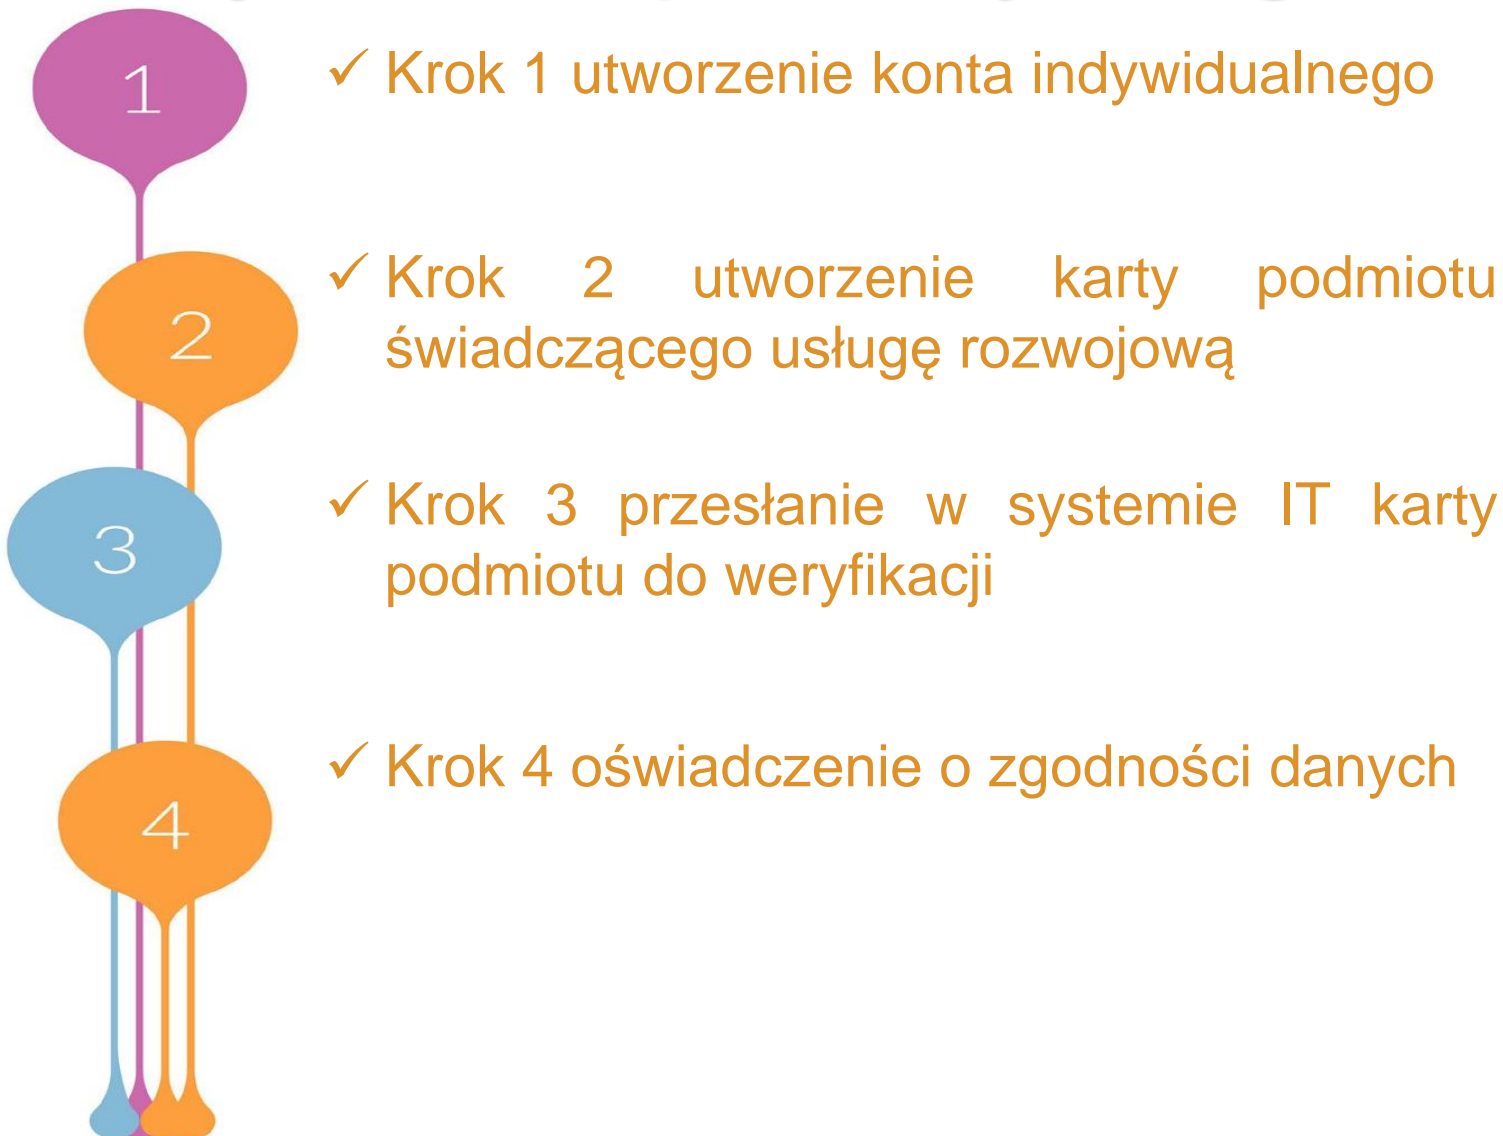 1
✓ Krok 1 utworzenie konta indywidualnego
2
✓ Krok 2 utworzenie karty podmiotu
świadczącego usługę rozwojową
3
✓ Krok 3 przesłanie w systemie IT karty
podmiotu do weryfikacji
4
✓ Krok 4 oświadczenie o zgodności danych